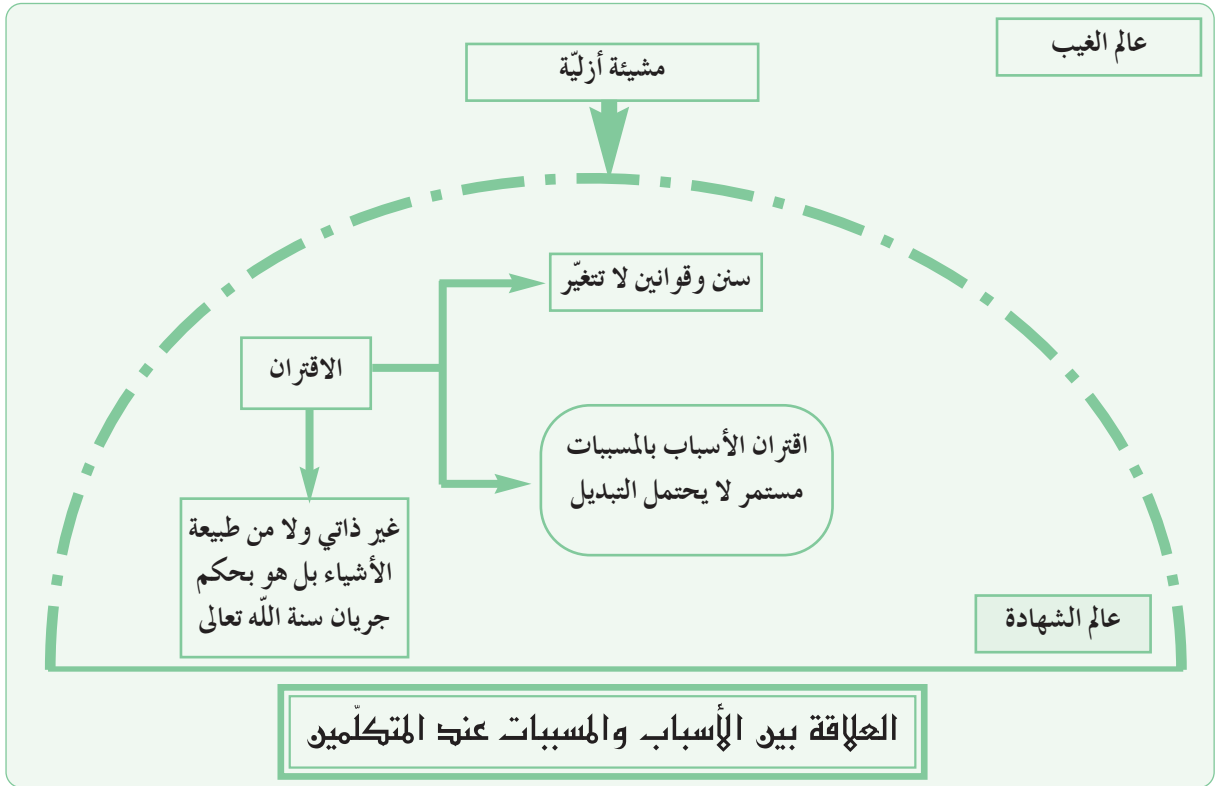 عالم الغيب
مشيئة أزليّة
سنن وقوانين لا تتغيّر
الاقتران
اقتران الأسباب بالمسببات
مستمر لا يحتمل التبديل
غير ذاتي ولا من طبيعة
الأشياء بل هو بحكم
جريان سنة اللّه تعالى
عالم الشهادة
العلاقة بين الأسباب والمسببات عند المتكلّمين